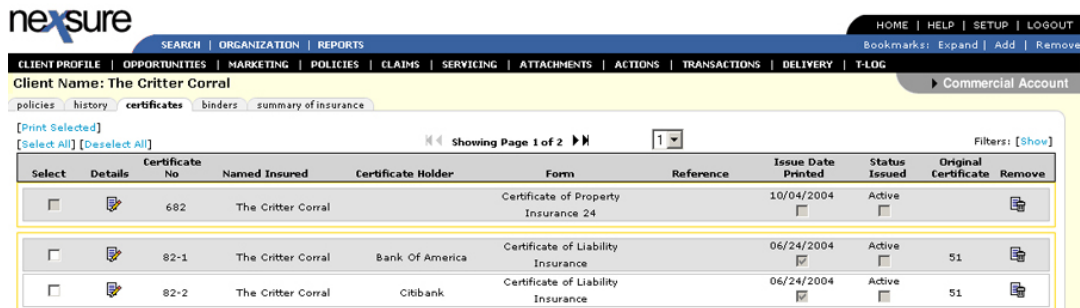 nexsure
HOME | HELP | SETUP | LOGOUT
SEARCH | ORGANIZATION | REPORTS
Bookmarks: Expand | Add | Remove
CLIENT PROFILE | OPPORTUNITIES | MARKETING | POLICIES | CLAIMS | SERVICING | ATTACHMENTS | ACTIONS | TRANSACTIONS | DELIVERY | T-LOG
Client Name: The Critter Corral
Commercial Account
policies history certificates binders summary of insurance
[Print Selected]
[Select All] [Deselect All]
Showing Page 1 of 2
1
Filters: [Show]
Select Details Certificate No Named Insured Certificate Holder Form Reference Issue Date Printed Status Issued Original Certificate Remove
682 The Critter Corral Certificate of Property Insurance 24 10/04/2004 Active
82-1 The Critter Corral Bank Of America Certificate of Liability Insurance 06/24/2004 Active 51
82-2 The Critter Corral Citibank Certificate of Liability Insurance 06/24/2004 Active 51